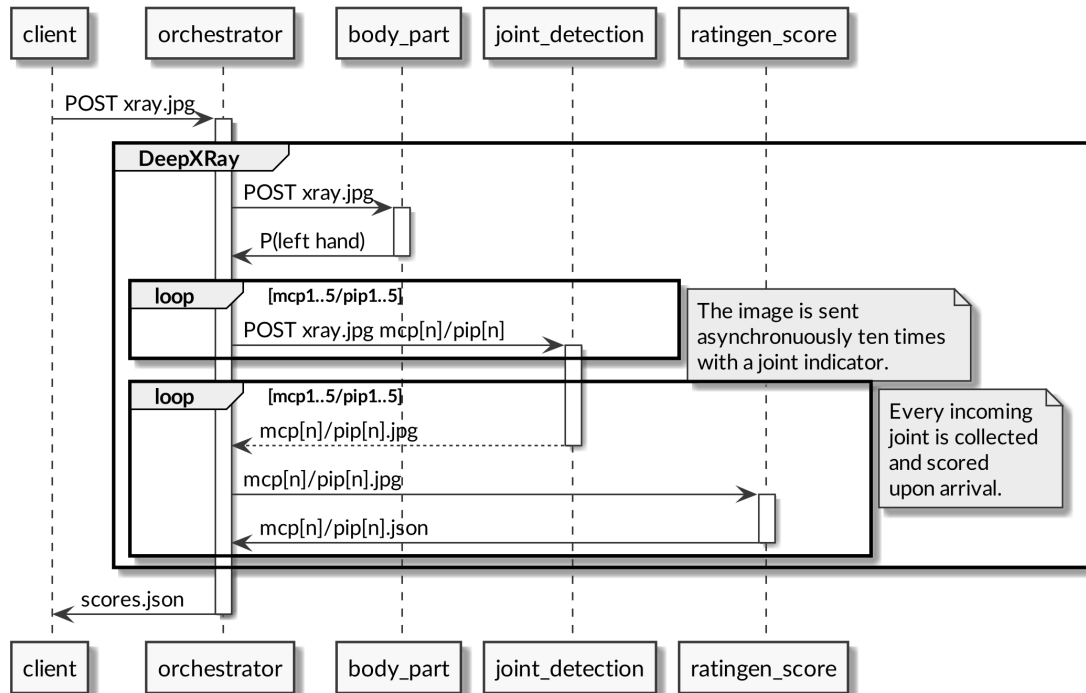 client
orchestrator
body_part
joint_detection
ratingen_score
POST xray.jpg
DeepXRay
POST xray.jpg
P(left hand)
loop
[mcp1..5/pip1..5]
The image is sent
asynchronuously ten times
with a joint indicator.
POST xray.jpg mcp[n]/pip[n]
loop
[mcp1..5/pip1..5]
Every incoming
joint is collected
and scored
upon arrival.
mcp[n]/pip[n].jpg
mcp[n]/pip[n].jpg
mcp[n]/pip[n].json
scores.json
client
orchestrator
body_part
joint_detection
ratingen_score